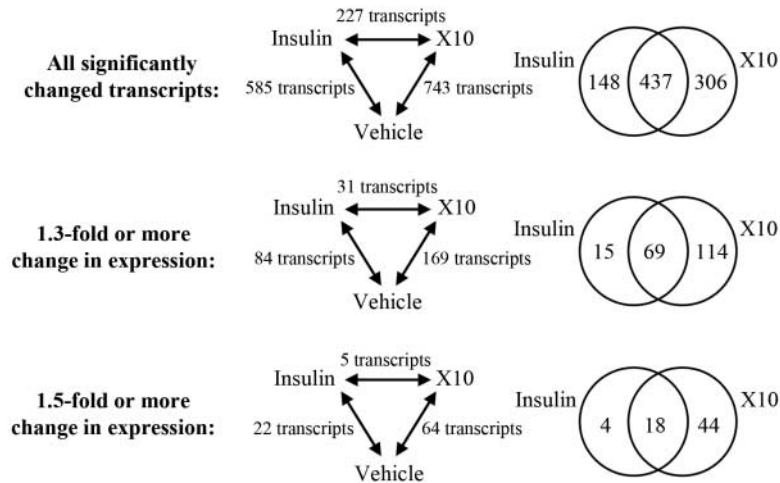 227 transcripts
Insulin X10
All significantly
changed transcripts:
585 transcripts 743 transcripts
Vehicle
Insulin X10
148 437 306
31 transcripts
Insulin X10
1.3-fold or more
change in expression:
84 transcripts 169 transcripts
Vehicle
Insulin X10
15 69 114
5 transcripts
Insulin X10
1.5-fold or more
change in expression:
22 transcripts 64 transcripts
Vehicle
Insulin X10
4 18 44